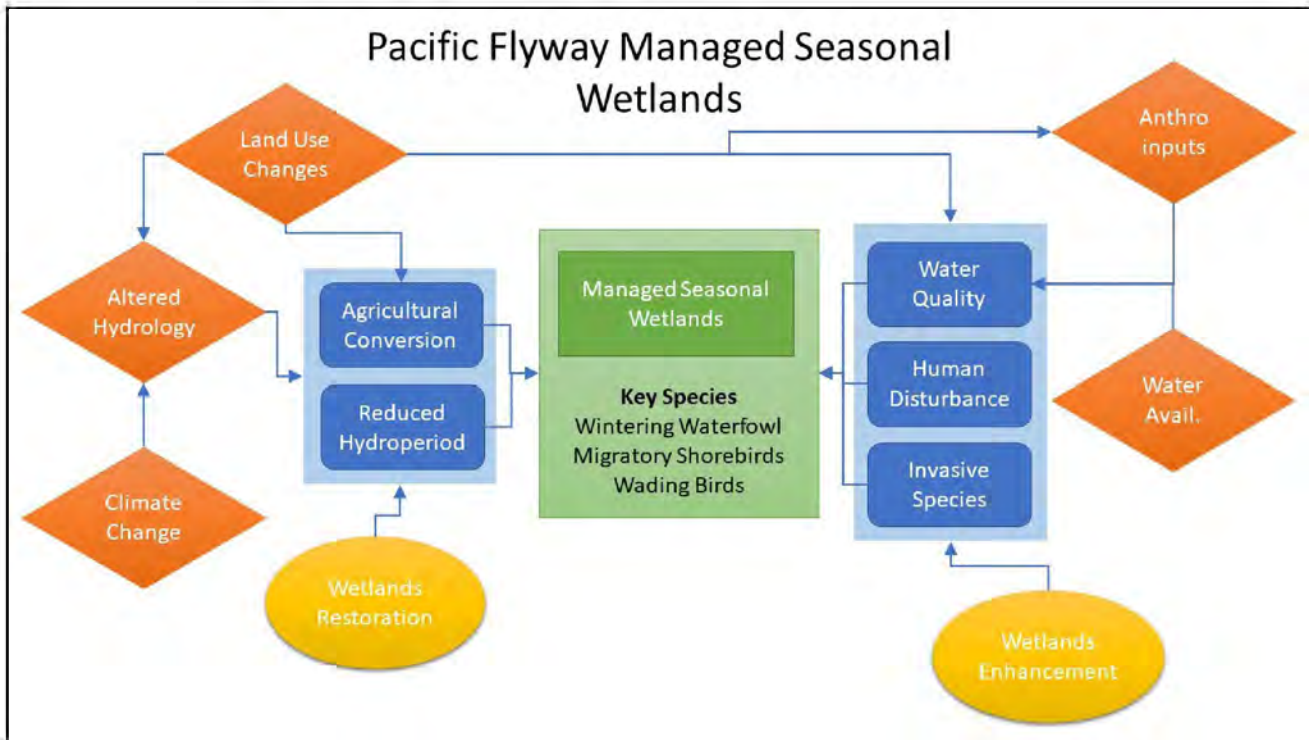 Pacific Flyway Managed Seasonal
Wetlands
Land Use
Changes
Anthro
inputs
Altered
Hydrology
Agricultural
Conversion
Reduced
Hydroperiod
Managed Seasonal
Wetlands
Key Species
Wintering Waterfowl
Migratory Shorebirds
Wading Birds
Water
Quality
Human
Disturbance
Invasive
Species
Water
Avail.
Climate
Change
Wetlands
Restoration
Wetlands
Enhancement